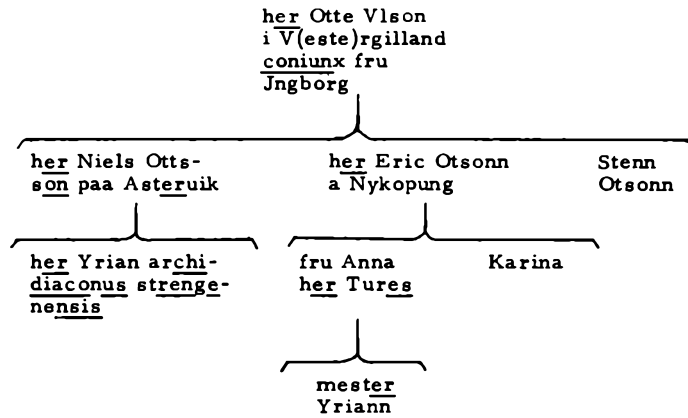 her Otte Vlson
i V(este)rgilland
coniunx fru
Jngborg
her Niels Otts-
son paa Asteruik
her Eric Otsonn
a Nykopung
Stenn
Otsonn
her Yrian archi-
diaconus strenge-
nensis
fru Anna
her Tures
Karina
mester
Yriann